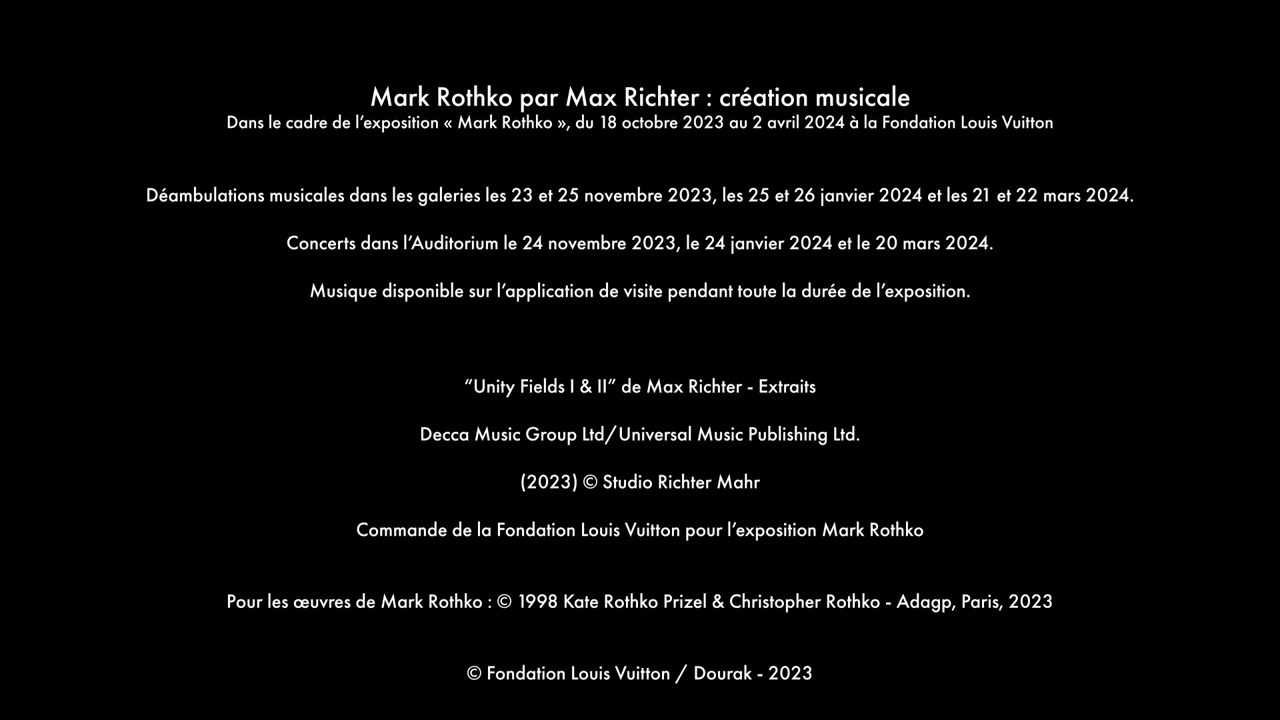 Mark Rothko par Max Richter : création musicale
Dans le cadre de l’exposition « Mark Rothko », du 18 octobre 2023 au 2 avril 2024 à la Fondation Louis Vuitton
Déambulations musicales dans les galeries les 23 et 25 novembre 2023, les 25 et 26 janvier 2024 et les 21 et 22 mars 2024.
Concerts dans l’Auditorium le 24 novembre 2023, le 24 janvier 2024 et le 20 mars 2024.
Musique disponible sur l’application de visite pendant toute la durée de l’exposition.
“Unity Fields I & II” de Max Richter - Extraits
Decca Music Group Ltd/Universal Music Publishing Ltd.
(2023) © Studio Richter Mahr
Commande de la Fondation Louis Vuitton pour l’exposition Mark Rothko
Pour les œuvres de Mark Rothko : © 1998 Kate Rothko Prizel & Christopher Rothko - Adagp, Paris, 2023
© Fondation Louis Vuitton / Dourak - 2023